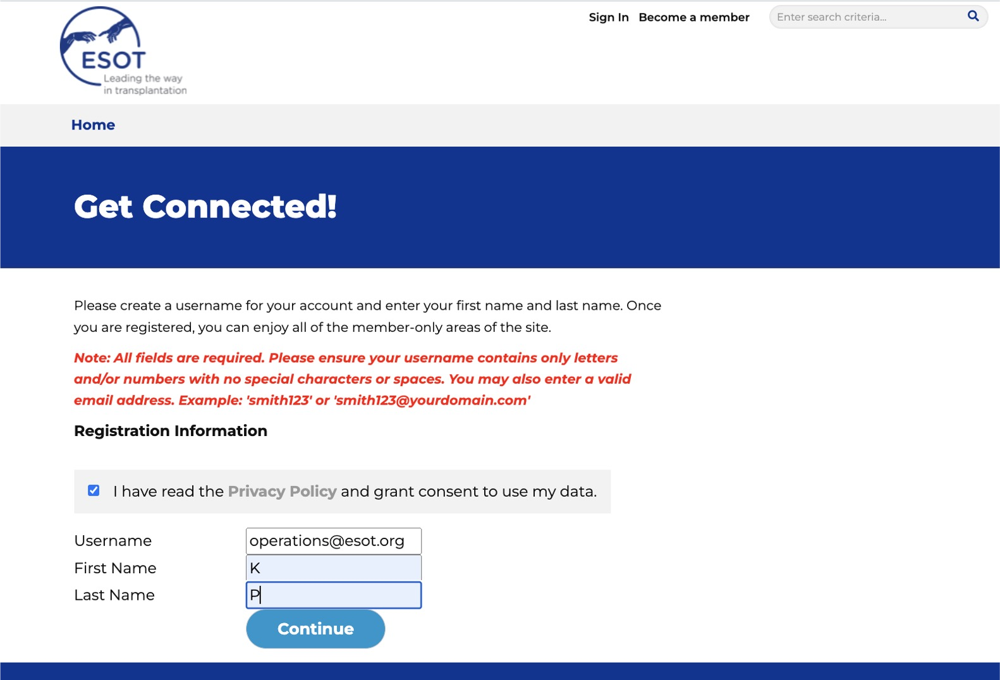 Sign In Become a member Enter search criteria...
ESOT
Leading the way
in transplantation
Home
Get Connected!
Please create a username for your account and enter your first name and last name. Once
you are registered, you can enjoy all of the member-only areas of the site.
Note: All fields are required. Please ensure your username contains only letters
and/or numbers with no special characters or spaces. You may also enter a valid
email address. Example: 'smith123' or 'smith123@yourdomain.com'
Registration Information
I have read the Privacy Policy and grant consent to use my data.
Username operations@esot.org
First Name K
Last Name P
Continue